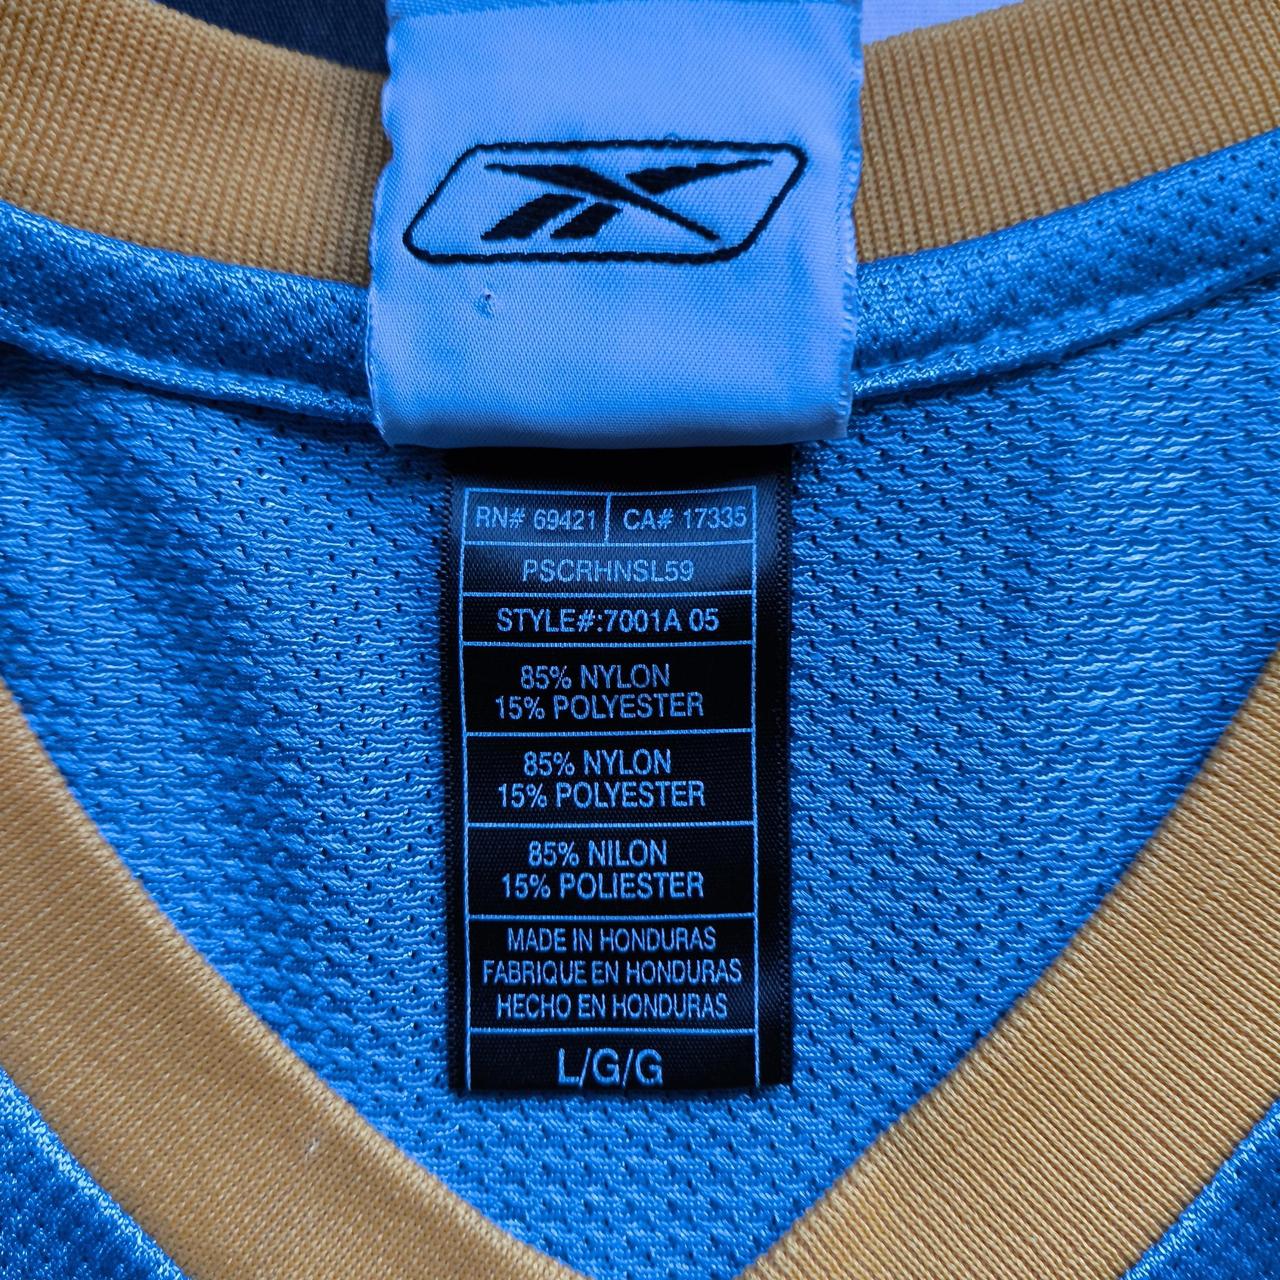 RN# 69421 CA# 17335
PSCRHNSL59
STYLE#:7001A 05
85% NYLON
15% POLYESTER
85% NYLON
15% POLYESTER
85% NILON
15% POLIESTER
MADE IN HONDURAS
FABRIQUE EN HONDURAS
HECHO EN HONDURAS
L/G/G